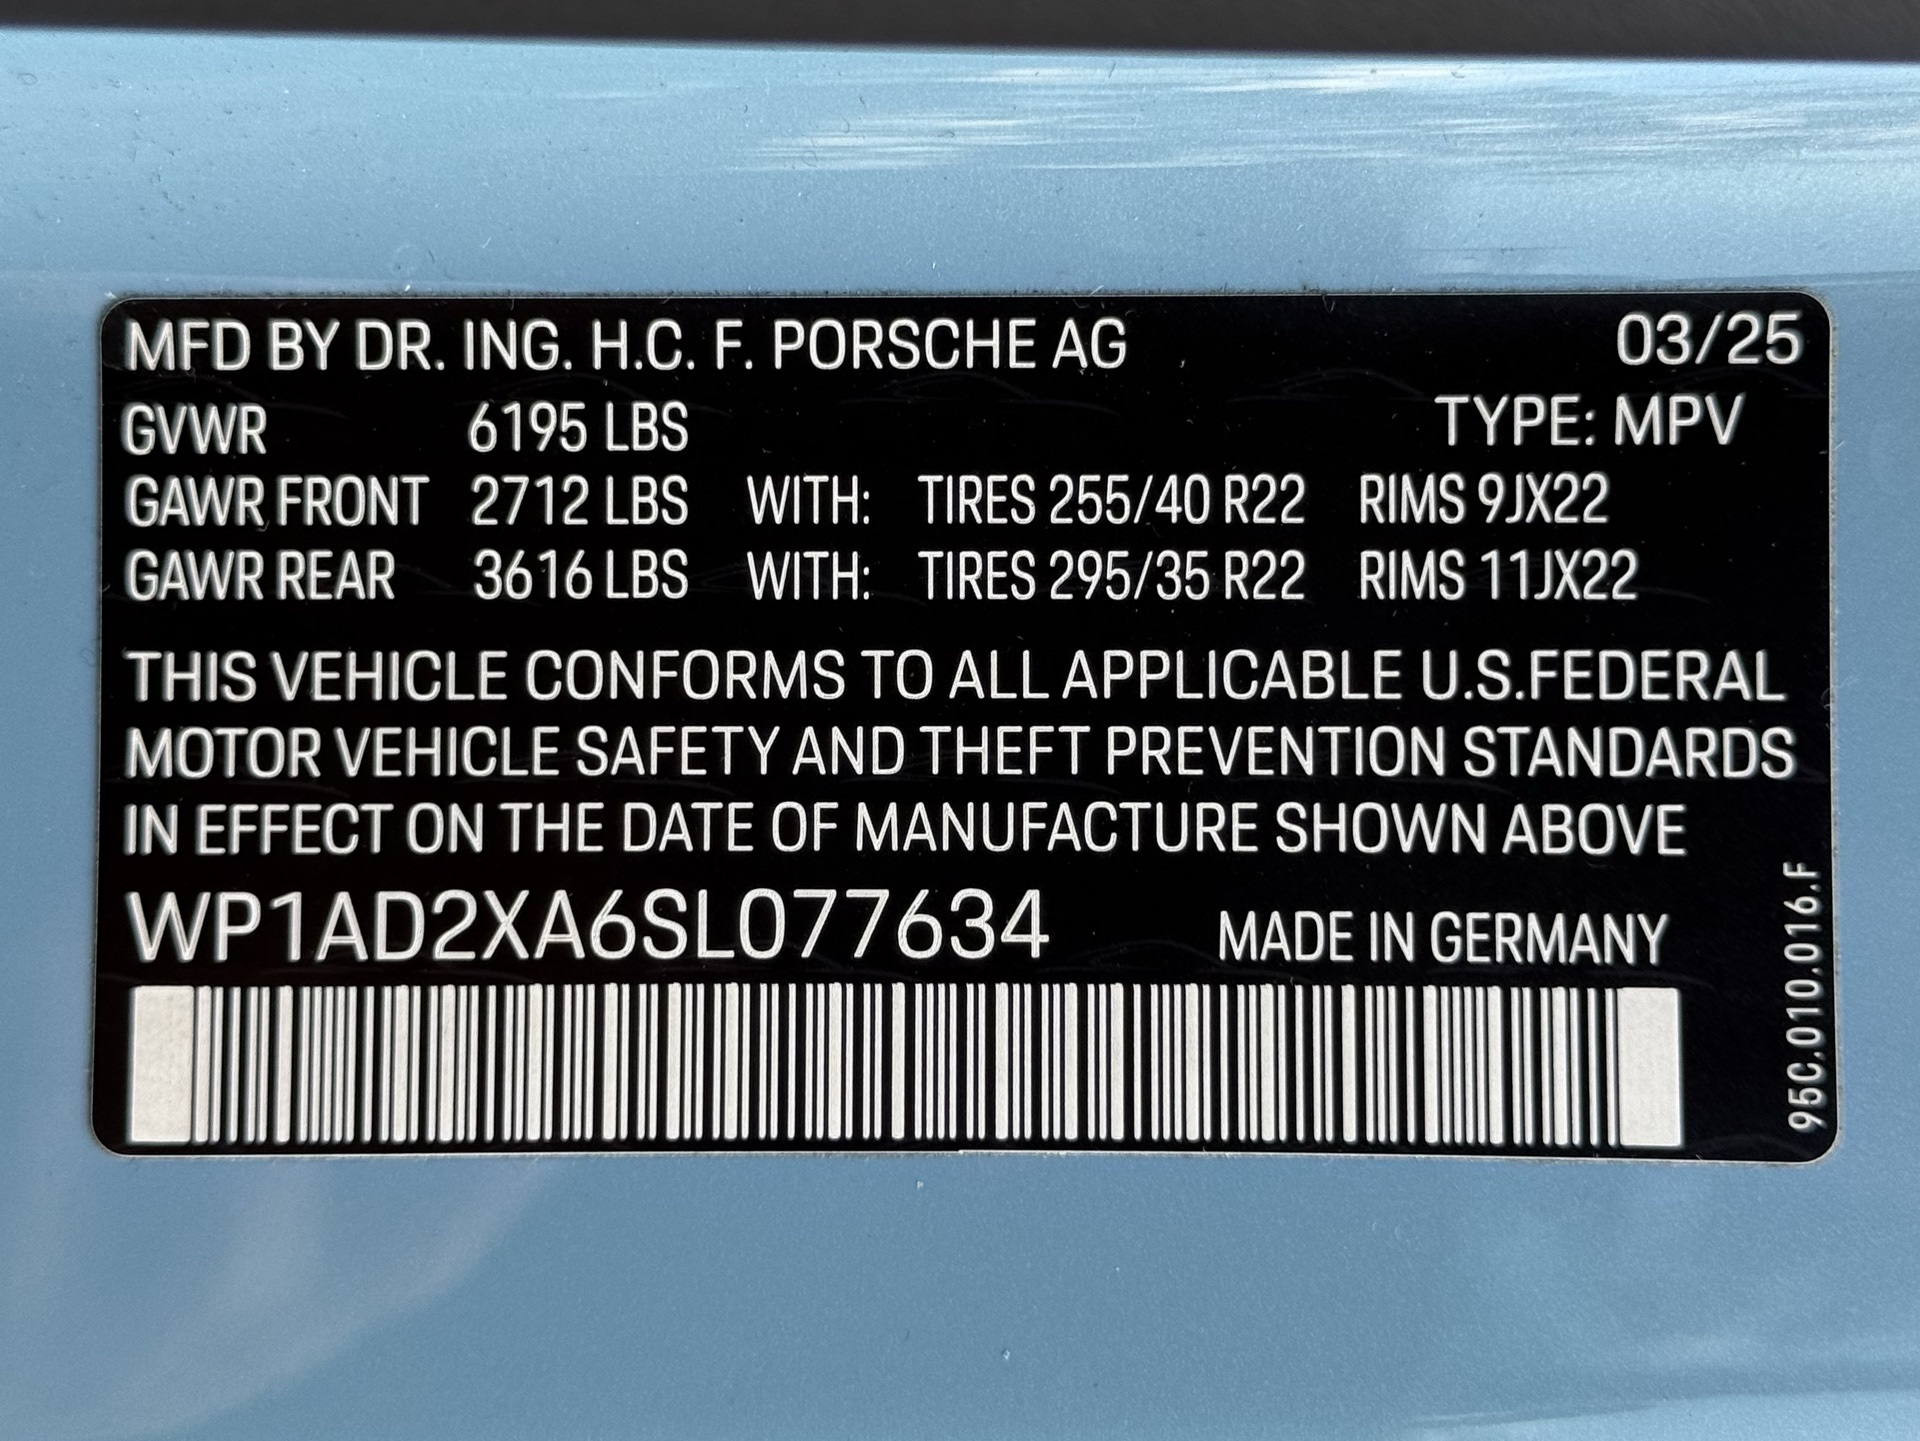 MFD BY DR. ING. H.C. F. PORSCHE AG 03/25
GVWR 6195 LBS TYPE: MPV
GAWR FRONT 2712 LBS WITH: TIRES 255/40 R22 RIMS 9JX22
GAWR REAR 3616 LBS WITH: TIRES 295/35 R22 RIMS 11JX22
THIS VEHICLE CONFORMS TO ALL APPLICABLE U.S.FEDERAL
MOTOR VEHICLE SAFETY AND THEFT PREVENTION STANDARDS
IN EFFECT ON THE DATE OF MANUFACTURE SHOWN ABOVE
WP1AD2XA6SL077634 MADE IN GERMANY
95C.010.016.F